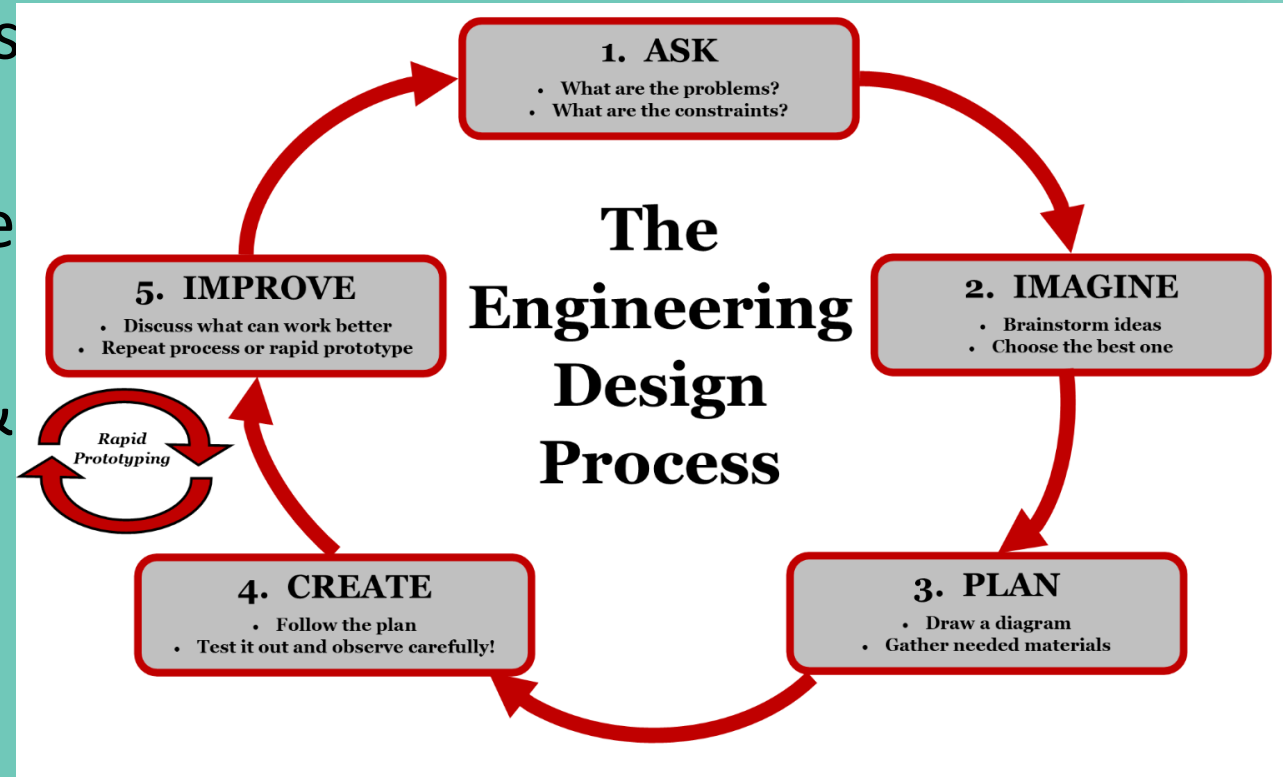 s
e
&
The
Engineering
Design
Process
1. ASK
• What are the problems?
• What are the constraints?
2. IMAGINE
• Brainstorm ideas
• Choose the best one
3. PLAN
• Draw a diagram
• Gather needed materials
4. CREATE
• Follow the plan
• Test it out and observe carefully!
5. IMPROVE
• Discuss what can work better
• Repeat process or rapid prototype
Rapid
Prototyping